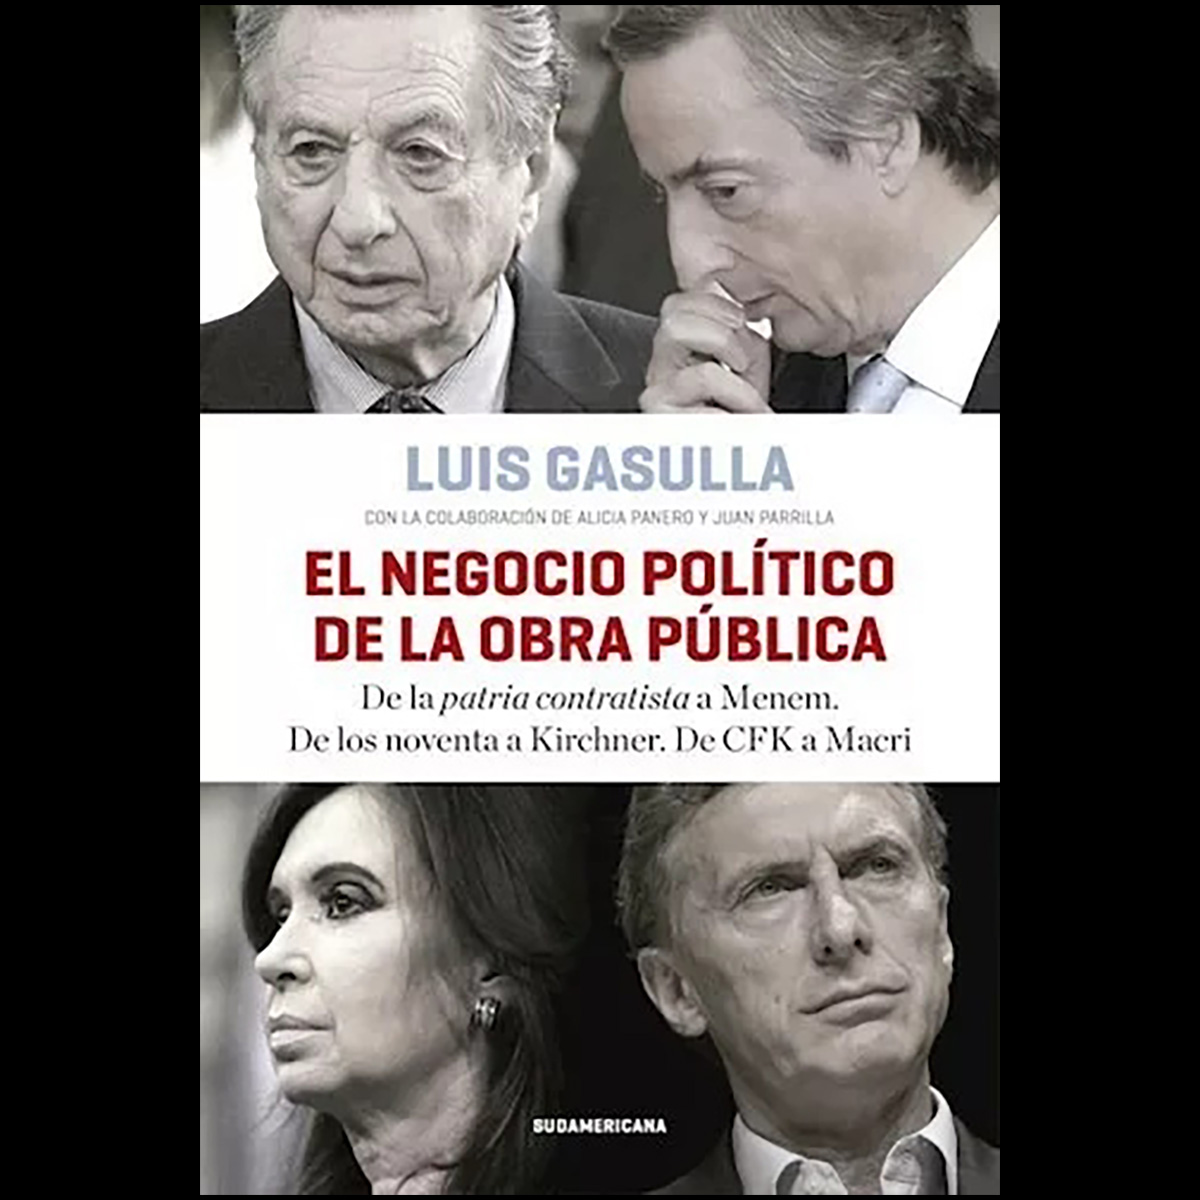 LUIS GASULLA
CON LA COLABORACIÓN DE ALICIA PANERO Y JUAN PARRILLA
EL NEGOCIO POLÍTICO
DE LA OBRA PÚBLICA
De la patria contratista a Menem.
De los noventa a Kirchner. De CFK a Macri
SUDAMERICANA